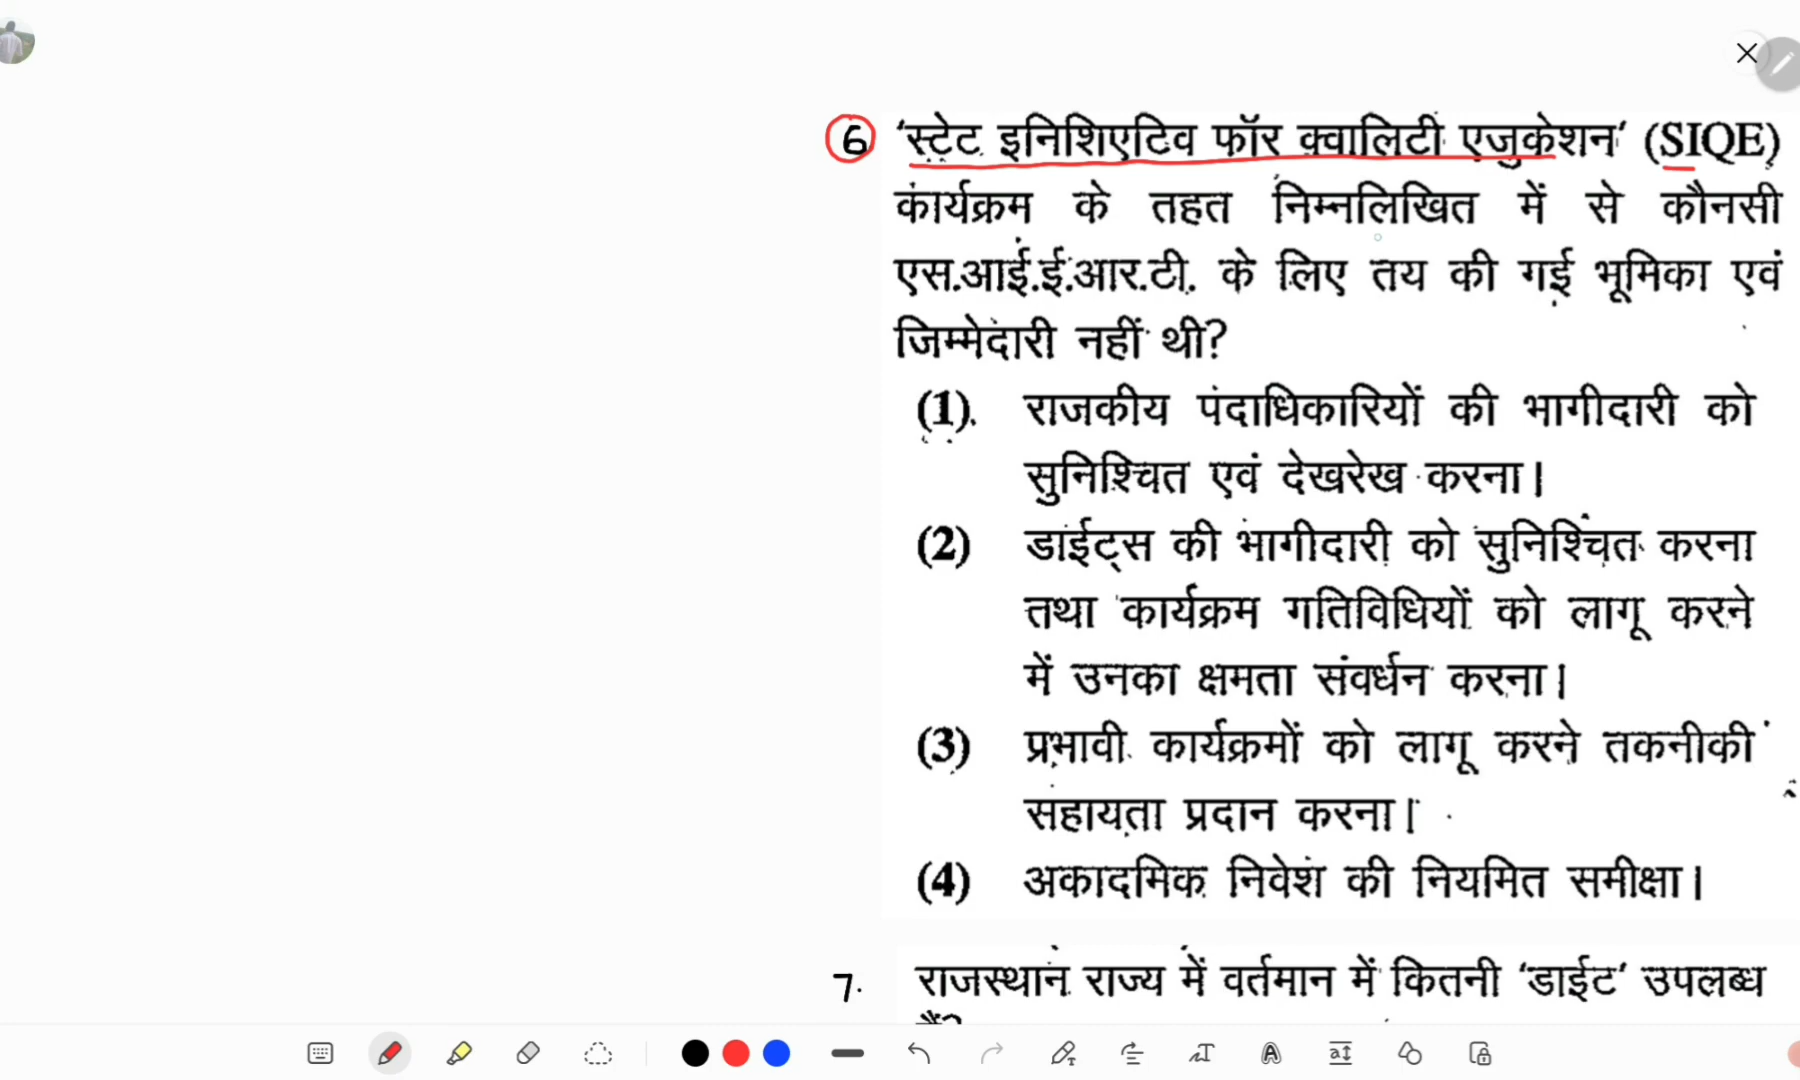 6 'स्टेट इनिशिएटिव फॉर क्वालिटी एजुकेशन' (SIQE)
कार्यक्रम के तहत निम्नलिखित में से कौनसी
एस.आई.ई.आर.टी. के लिए तय की गई भूमिका एवं
जिम्मेदारी नहीं थी?
(1). राजकीय पदाधिकारियों की भागीदारी को
सुनिश्चित एवं देखरेख करना।
(2) डाईट्स की भागीदारी को सुनिश्चित करना
तथा कार्यक्रम गतिविधियों को लागू करने
में उनका क्षमता संवर्धन करना।
(3) प्रभावी कार्यक्रमों को लागू करने तकनीकी
सहायता प्रदान करना।
(4) अकादमिक निवेश की नियमित समीक्षा।
7. राजस्थान राज्य में वर्तमान में कितनी 'डाईट' उपलब्ध